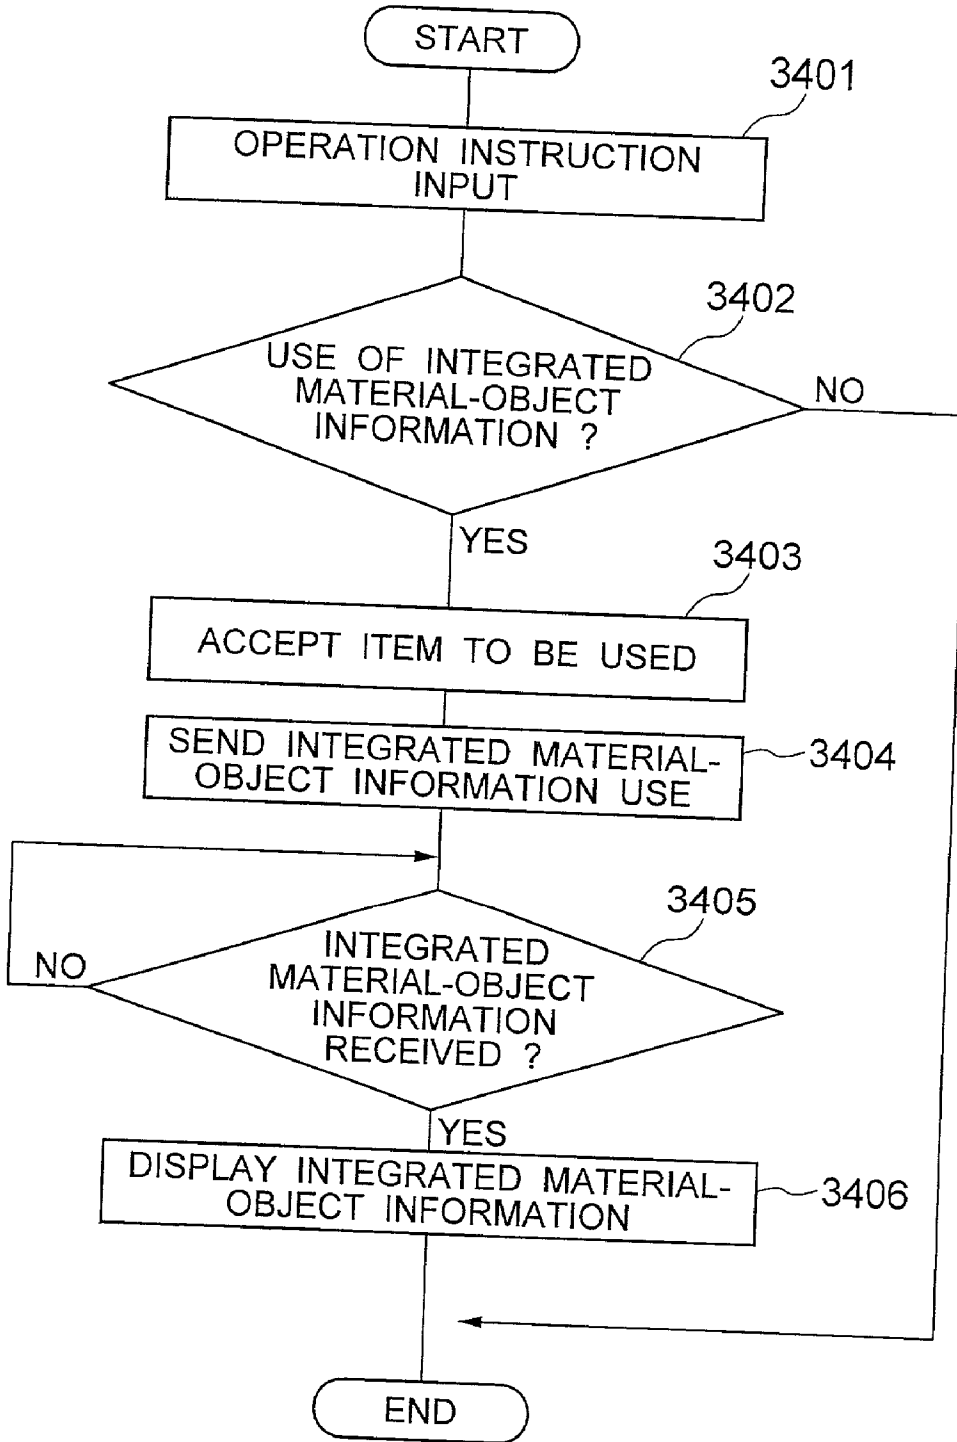 START
3401
OPERATION INSTRUCTION
INPUT
3402
USE OF INTEGRATED
MATERIAL-OBJECT
INFORMATION ?
NO
YES
3403
ACCEPT ITEM TO BE USED
SEND INTEGRATED MATERIAL-
OBJECT INFORMATION USE
3404
3405
INTEGRATED
MATERIAL-OBJECT
INFORMATION
RECEIVED ?
NO
YES
DISPLAY INTEGRATED MATERIAL-
OBJECT INFORMATION
3406
END